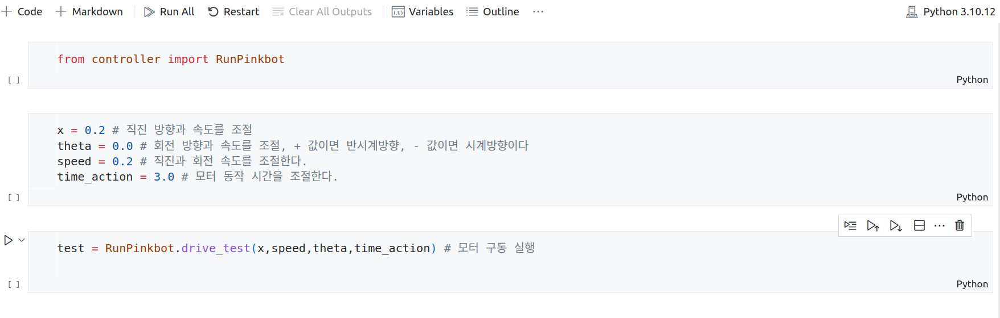 Code Markdown Run All Restart Clear All Outputs Variables Outline ··· Python 3.10.12
from controller import RunPinkbot
[ ] Python
x = 0.2 # 직진 방향과 속도를 조절
theta = 0.0 # 회전 방향과 속도를 조절, + 값이면 반시계방향, - 값이면 시계방향이다
speed = 0.2 # 직진과 회전 속도를 조절한다.
time_action = 3.0 # 모터 동작 시간을 조절한다.
[ ] Python
test = RunPinkbot.drive_test(x,speed,theta,time_action) # 모터 구동 실행
[ ] Python